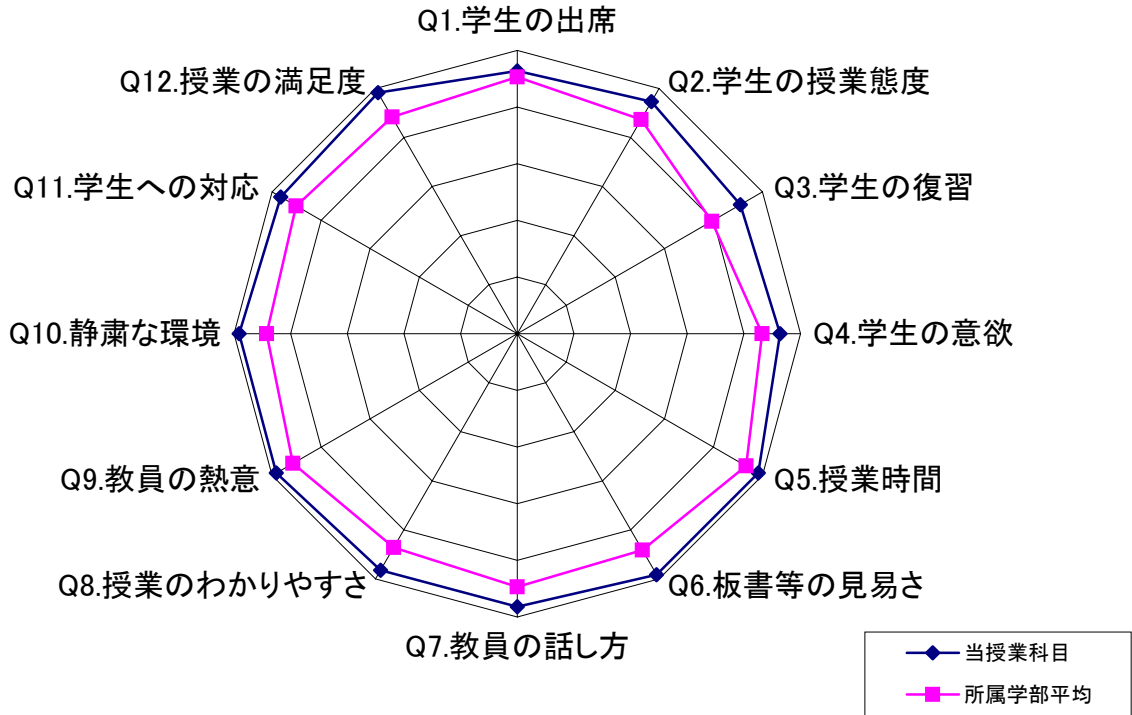 Q1.学生の出席
Q2.学生の授業態度
Q3.学生の復習
Q4.学生の意欲
Q5.授業時間
Q6.板書等の見易さ
Q7.教員の話し方
Q8.授業のわかりやすさ
Q9.教員の熱意
Q10.静粛な環境
Q11.学生への対応
Q12.授業の満足度
当授業科目
所属学部平均